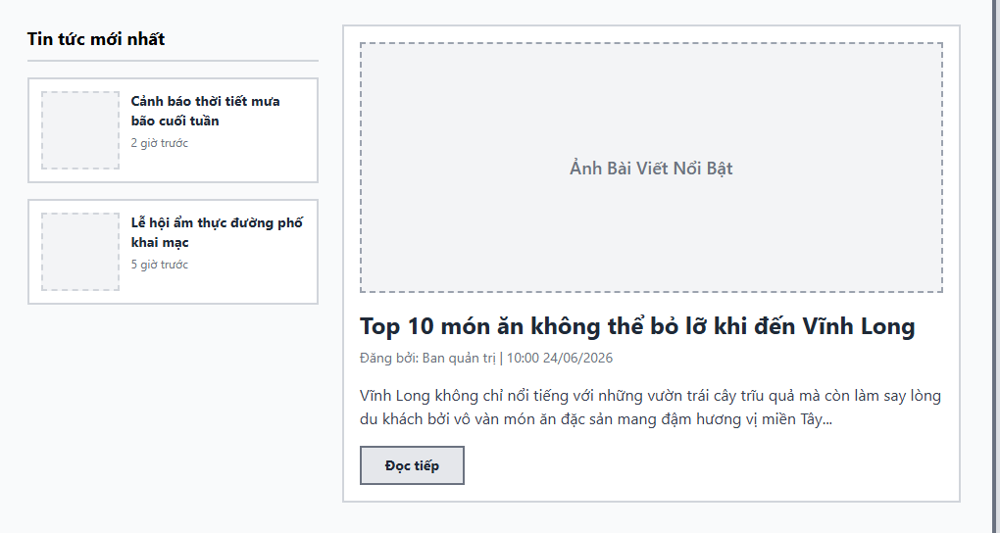 Tin tức mới nhất
Cảnh báo thời tiết mưa
bão cuối tuần
2 giờ trước
Lễ hội ẩm thực đường phố
khai mạc
5 giờ trước
Ảnh Bài Viết Nổi Bật
Top 10 món ăn không thể bỏ lỡ khi đến Vĩnh Long
Đăng bởi: Ban quản trị | 10:00 24/06/2026
Vĩnh Long không chỉ nổi tiếng với những vườn trái cây trĩu quả mà còn làm say lòng
du khách bởi vô vàn món ăn đặc sản mang đậm hương vị miền Tây...
Đọc tiếp